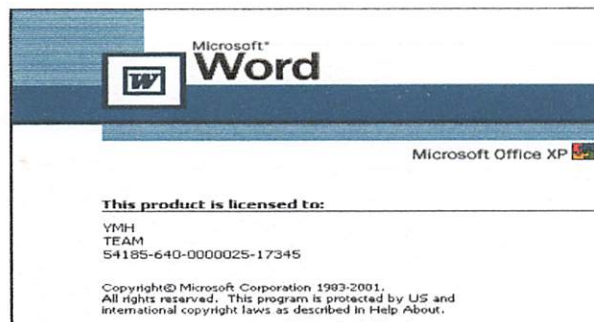 Microsoft®
Word
Microsoft Office XP
This product is licensed to:
YMH
TEAM
54185-640-0000025-17345
Copyright© Microsoft Corporation 1983-2001.
All rights reserved. This program is protected by US and
international copyright laws as described in Help About.